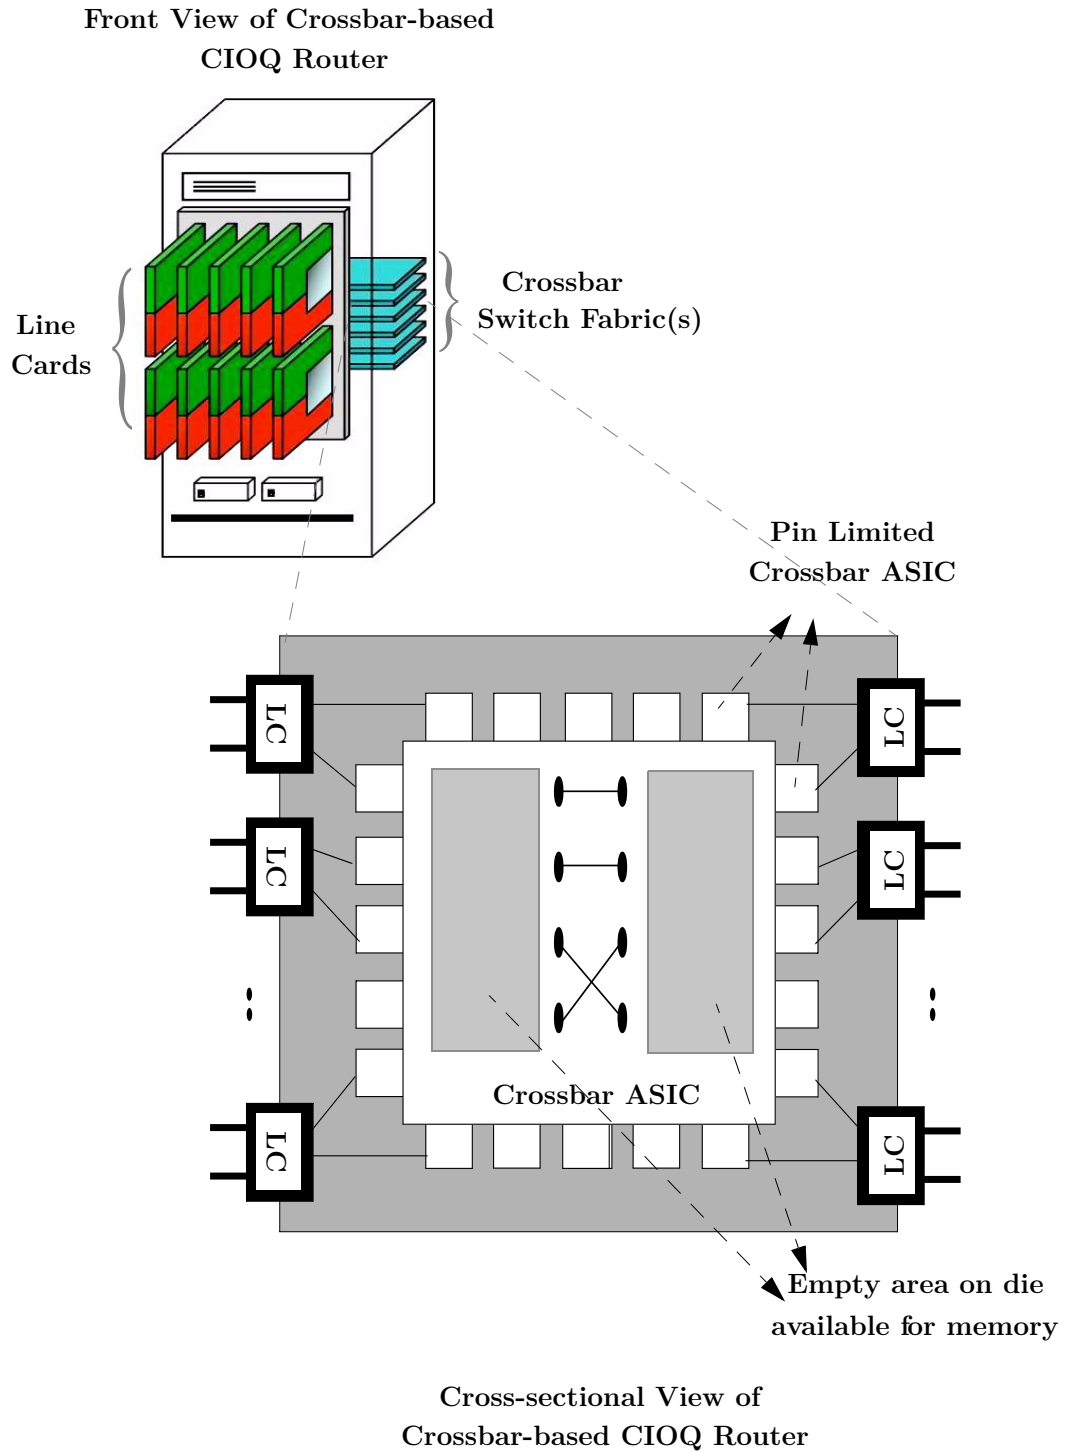 Front View of Crossbar-based
CIOQ Router
Line
Cards
Crossbar
Switch Fabric(s)
Pin Limited
Crossbar ASIC
LC
LC
LC
LC
LC
LC
Crossbar ASIC
Empty area on die
available for memory
Cross-sectional View of
Crossbar-based CIOQ Router